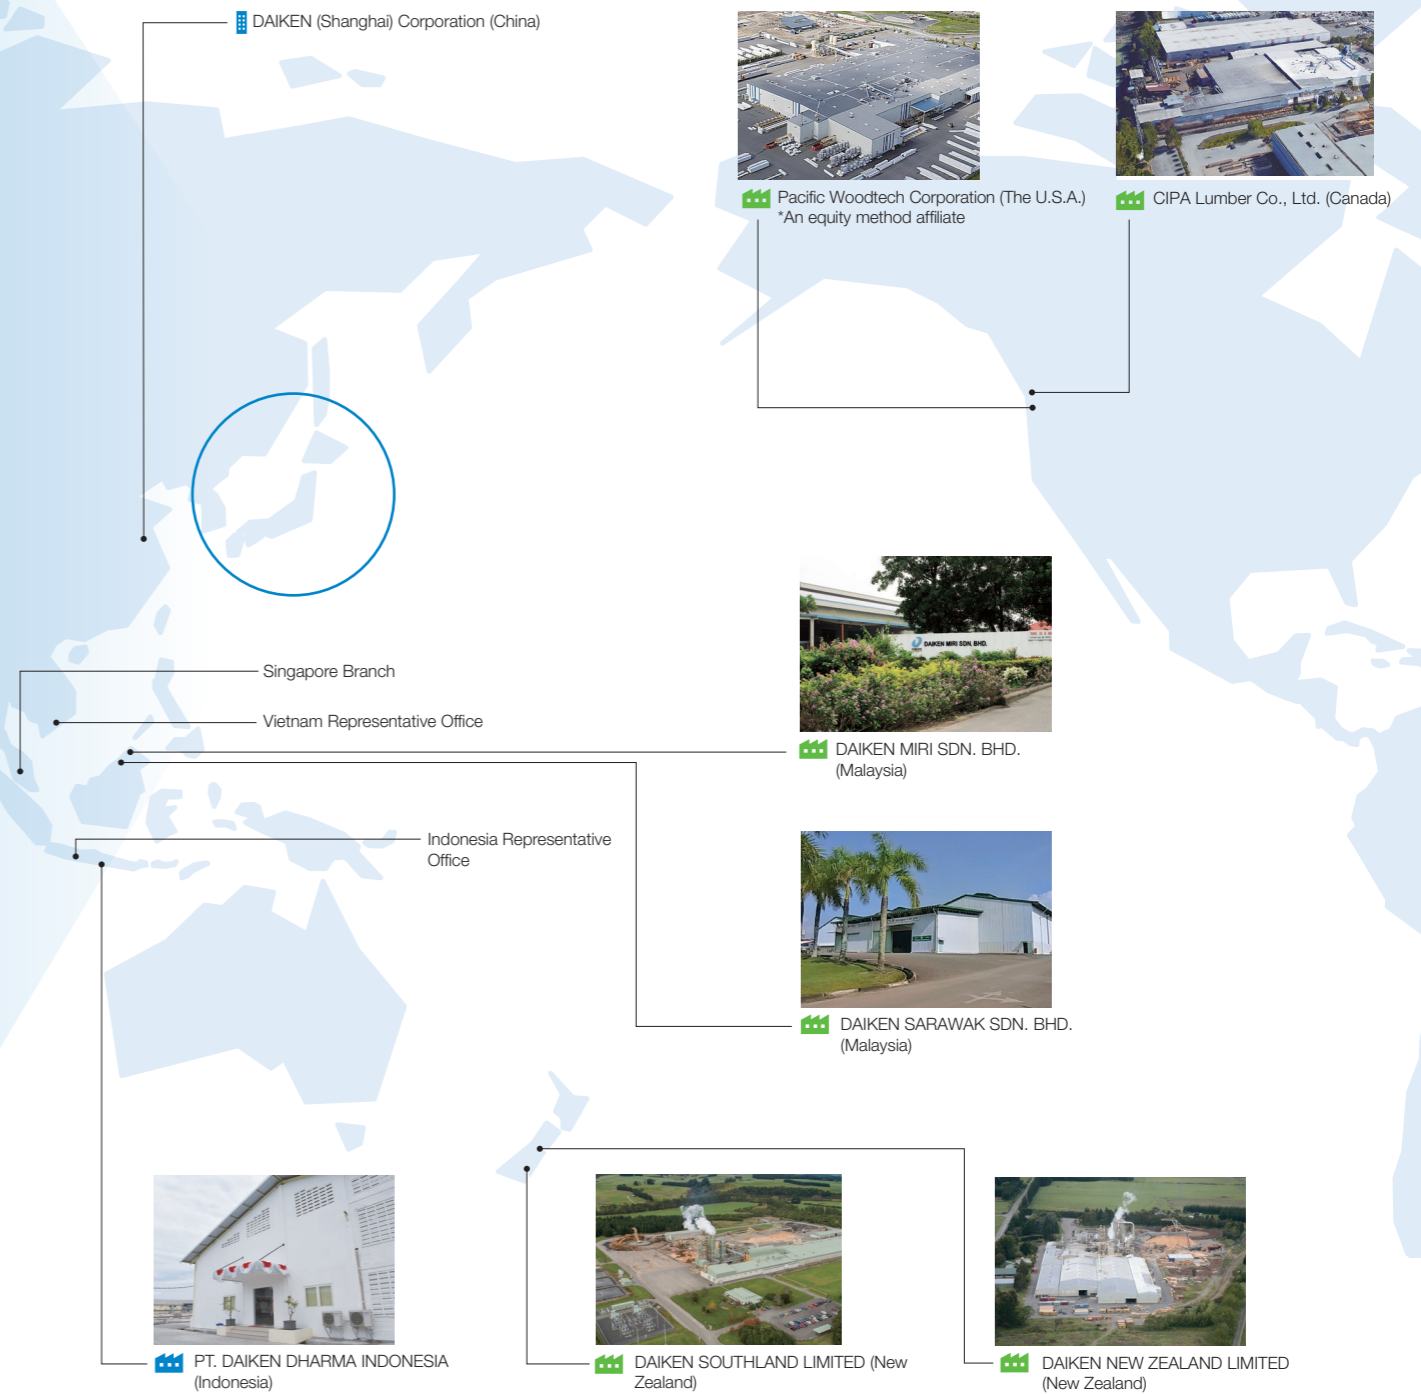 DAIKEN (Shanghai) Corporation (China)
Pacific Woodtech Corporation (The U.S.A.)
*An equity method affiliate
CIPA Lumber Co., Ltd. (Canada)
Singapore Branch
Vietnam Representative Office
DAIKEN MIRI SDN. BHD.
DAIKEN MIRI SDN. BHD.
(Malaysia)
Indonesia Representative
Office
DAIKEN SARAWAK SDN. BHD.
(Malaysia)
PT. DAIKEN DHARMA INDONESIA
(Indonesia)
DAIKEN SOUTHLAND LIMITED (New
Zealand)
DAIKEN NEW ZEALAND LIMITED
(New Zealand)